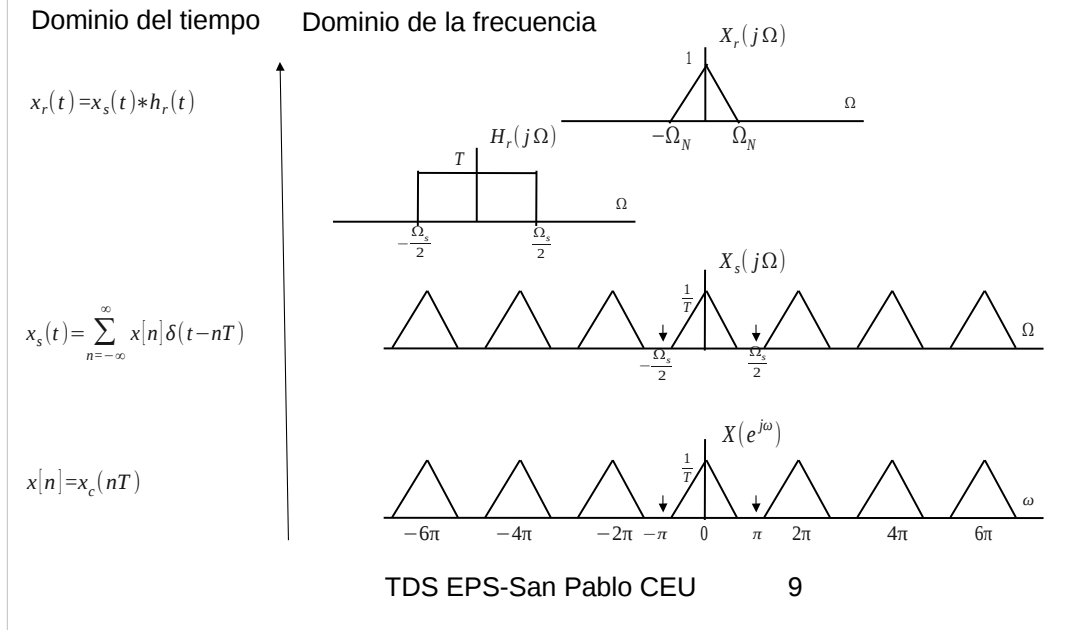 Dominio del tiempo
Dominio de la frecuencia
X_r(jΩ)
1
x_r(t)=x_s(t)*h_r(t)
Ω
−Ω_N
Ω_N
H_r(jΩ)
T
Ω
−Ω_s/2
Ω_s/2
X_s(jΩ)
1/T
x_s(t)=∑_{n=−∞}^{∞} x[n]δ(t−nT)
Ω
−Ω_s/2
Ω_s/2
X(e^{jω})
1/T
x[n]=x_c(nT)
ω
−6π −4π −2π −π 0 π 2π 4π 6π
TDS EPS-San Pablo CEU 9